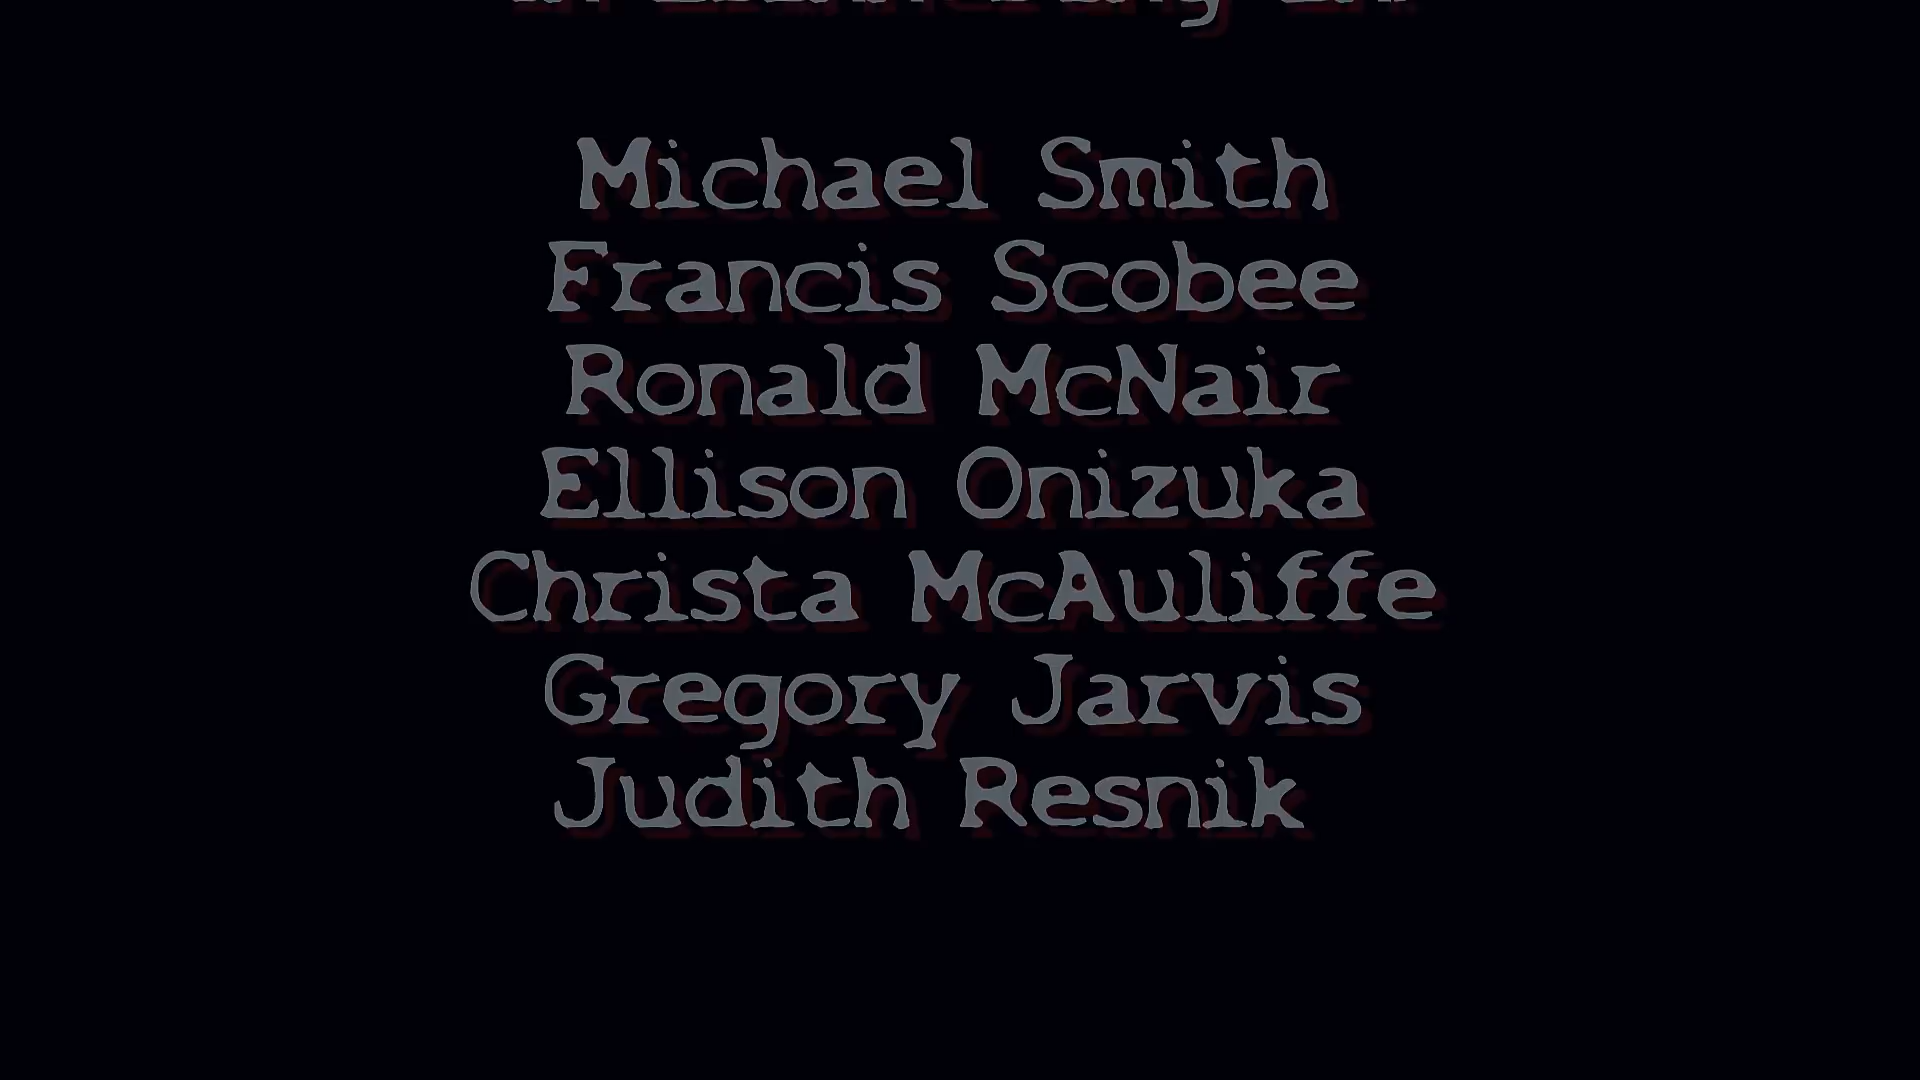 Michael Smith
Francis Scobee
Ronald McNair
Ellison Onizuka
Christa McAuliffe
Gregory Jarvis
Judith Resnik